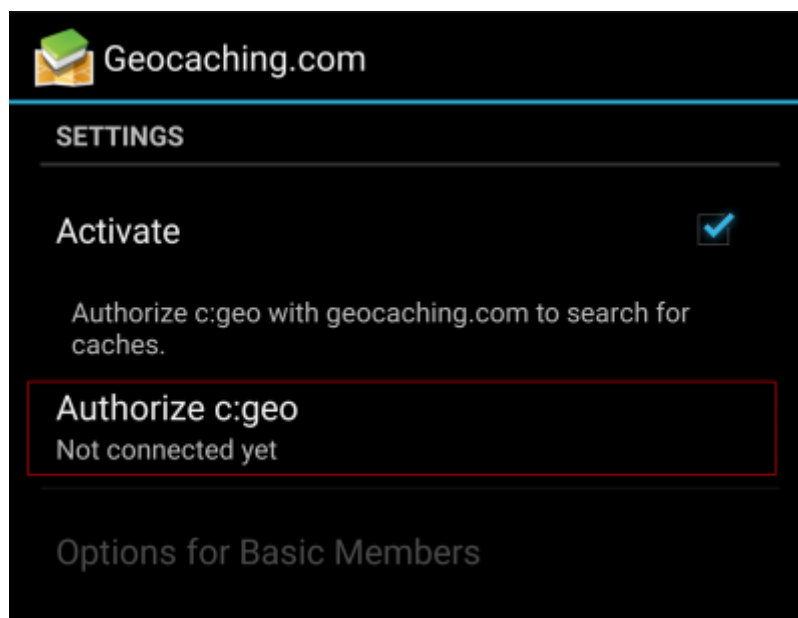 Geocaching.com
SETTINGS
Activate
Authorize c:geo with geocaching.com to search for
caches.
Authorize c:geo
Not connected yet
Options for Basic Members